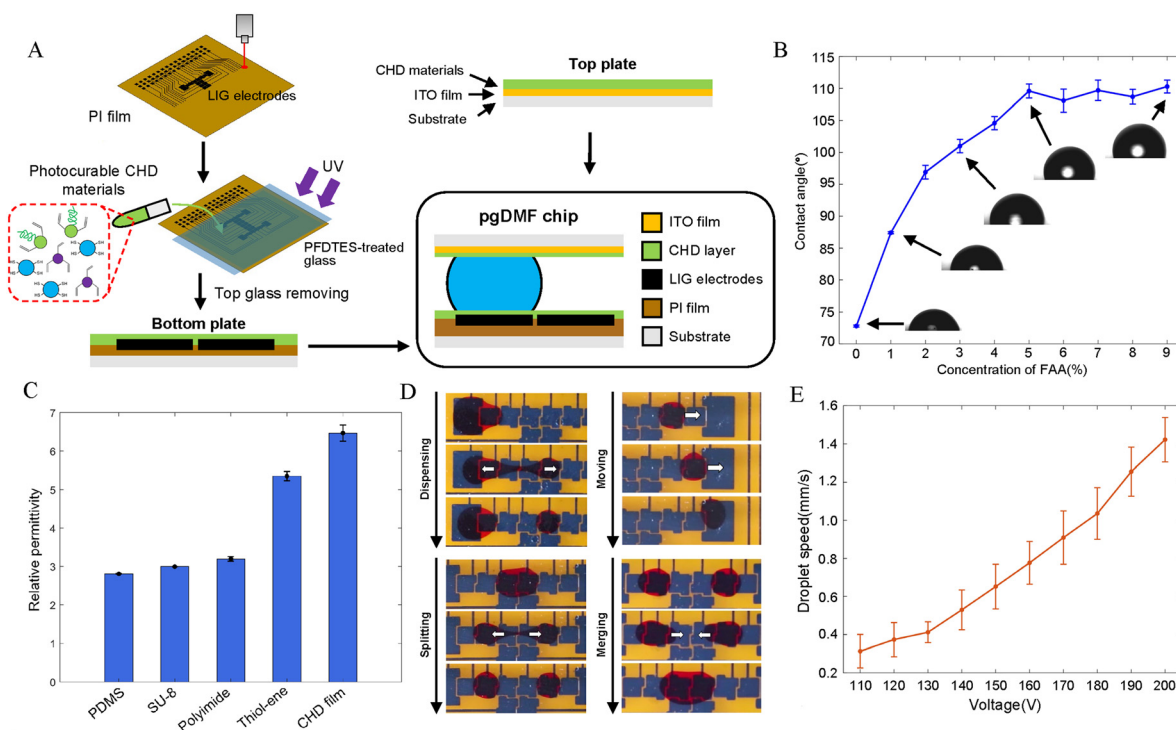 A
LIG electrodes
PI film
Photocurable CHD
materials
HS
SH
UV
PFDTES-treated
glass
Top glass removing
Bottom plate
Top plate
CHD materials
ITO film
Substrate
pgDMF chip
ITO film
CHD layer
LIG electrodes
PI film
Substrate
B
Contact angle(°)
115
110
105
100
95
90
85
80
75
70
0 1 2 3 4 5 6 7 8 9
Concentration of FAA(%)
C
Relative permittivity
7
6
5
4
3
2
1
0
PDMS
SU-8
Polyimide
Thiol-ene
CHD film
D
Dispensing
Moving
Splitting
Merging
E
Droplet speed(mm/s)
1.6
1.4
1.2
1.0
0.8
0.6
0.4
0.2
110 120 130 140 150 160 170 180 190 200
Voltage(V)